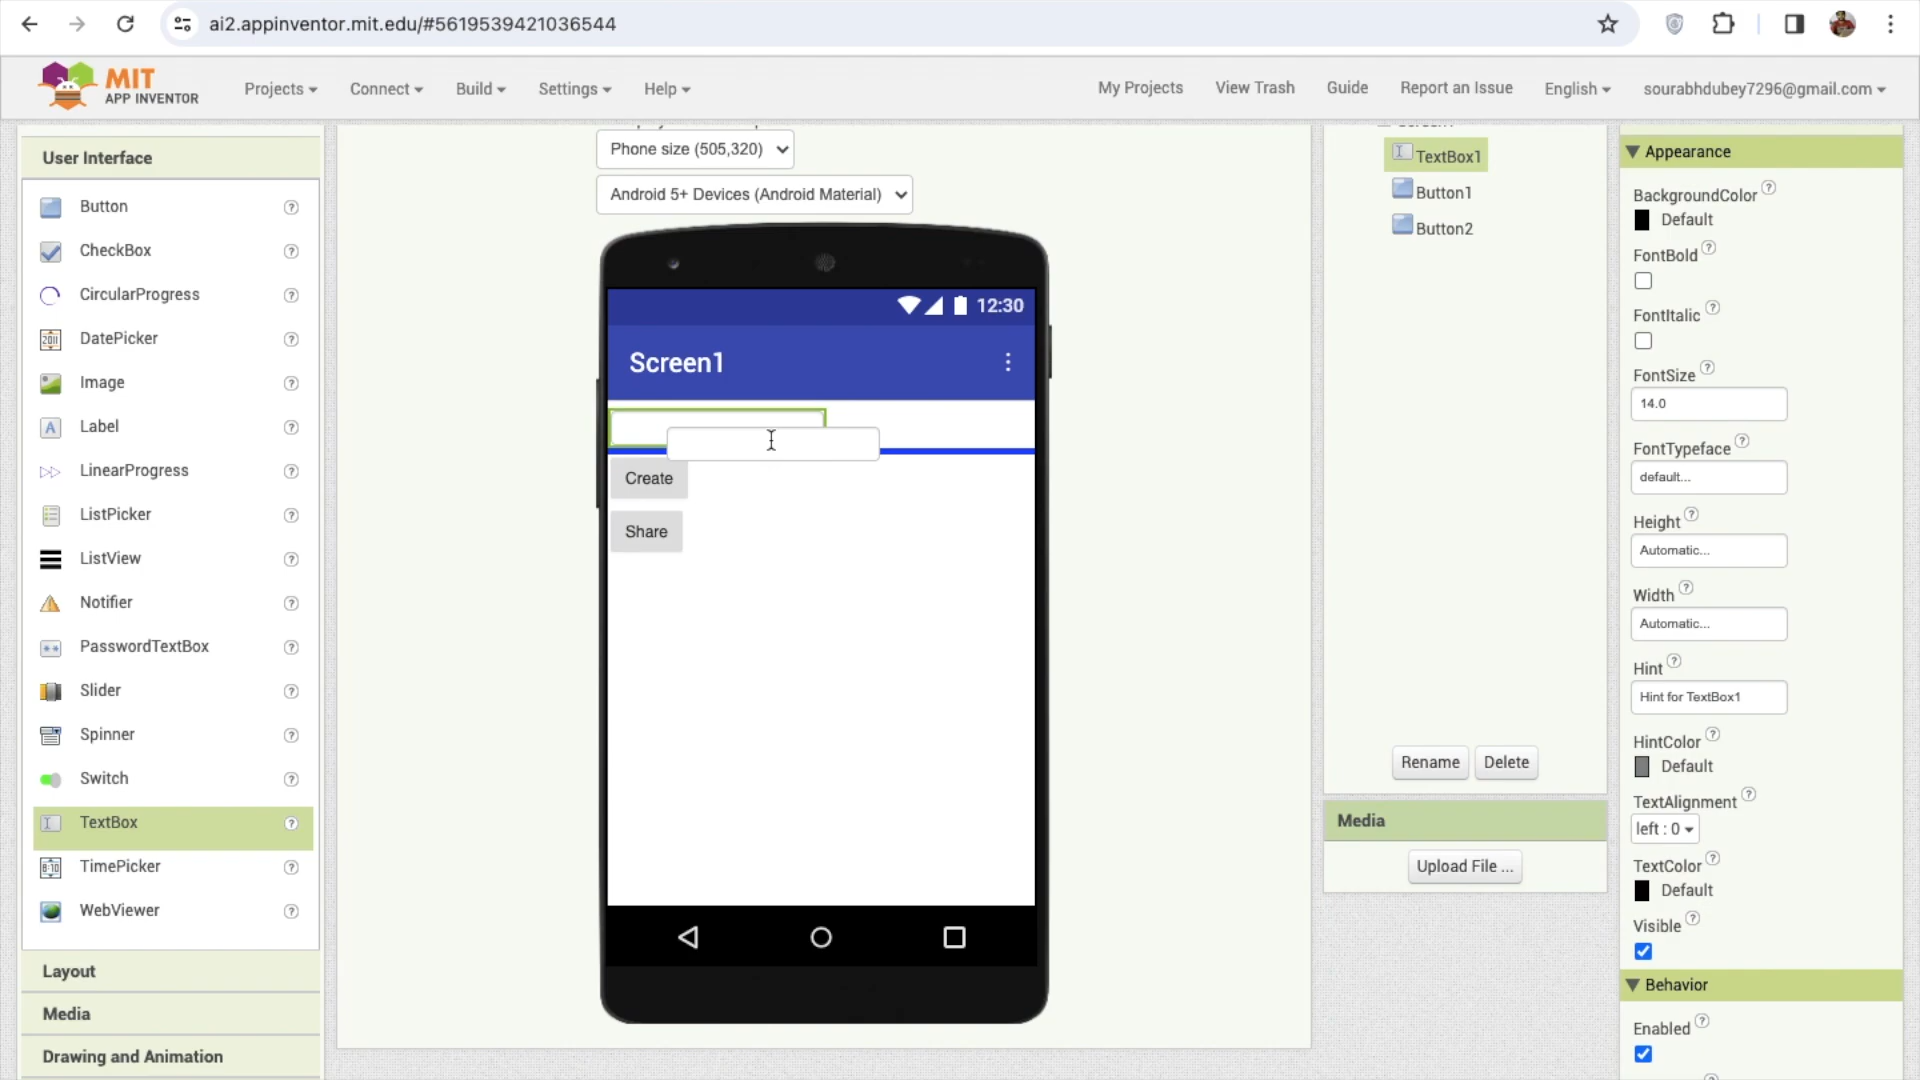 ai2.appinventor.mit.edu/#5619539421036544
MIT
APP INVENTOR
Projects
Connect
Build
Settings
Help
My Projects
View Trash
Guide
Report an Issue
English
sourabhdubey7296@gmail.com
User Interface
Button
CheckBox
CircularProgress
DatePicker
Image
Label
LinearProgress
ListPicker
ListView
Notifier
PasswordTextBox
Slider
Spinner
Switch
TextBox
TimePicker
WebViewer
Layout
Media
Drawing and Animation
Phone size (505,320)
Android 5+ Devices (Android Material)
12:30
Screen1
Create
Share
TextBox1
Button1
Button2
Rename
Delete
Media
Upload File ...
Appearance
BackgroundColor
Default
FontBold
FontItalic
FontSize
14.0
FontTypeface
default...
Height
Automatic...
Width
Automatic...
Hint
Hint for TextBox1
HintColor
Default
TextAlignment
left : 0
TextColor
Default
Visible
Behavior
Enabled